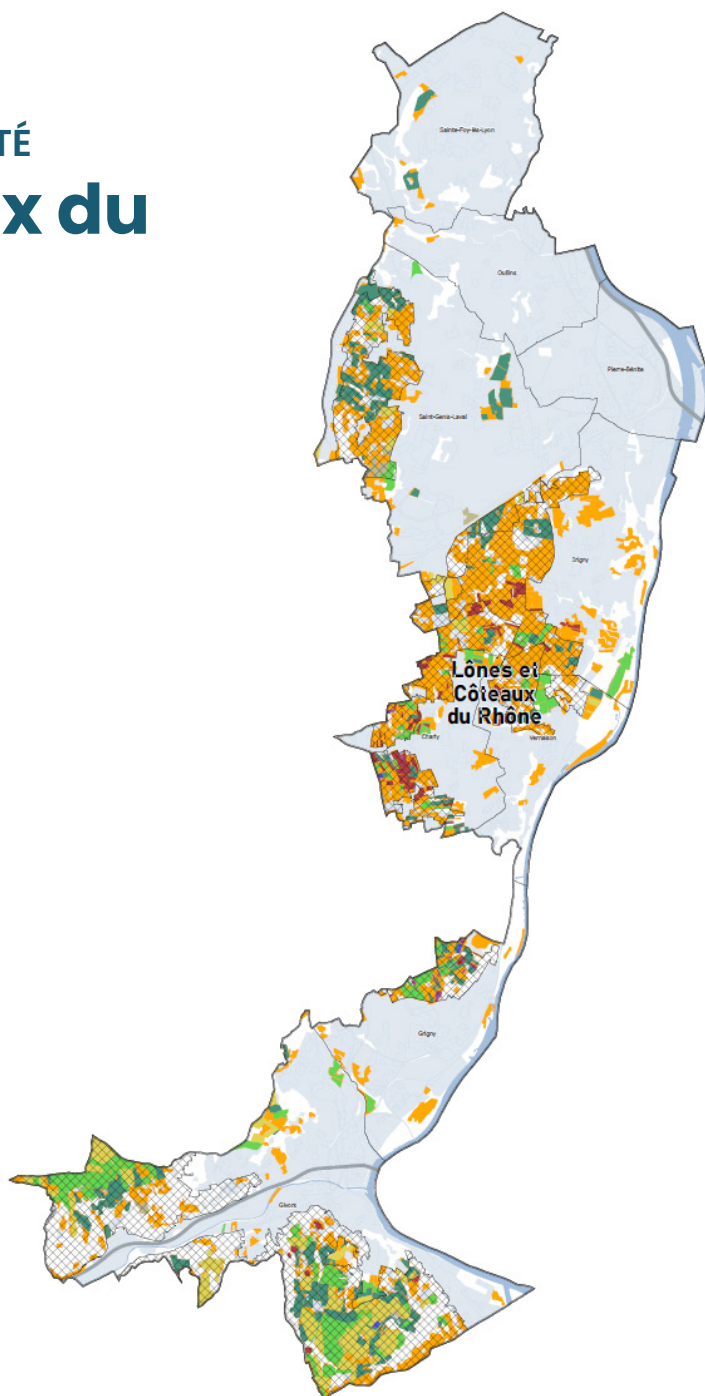 TÉ
x du
Sainte-Foy-lès-Lyon
Oullins
Pierre-Bénite
Saint-Genis-Laval
Irigny
Lônes et
Côteaux
du Rhône
Charly
Vernaison
Grigny
Givors